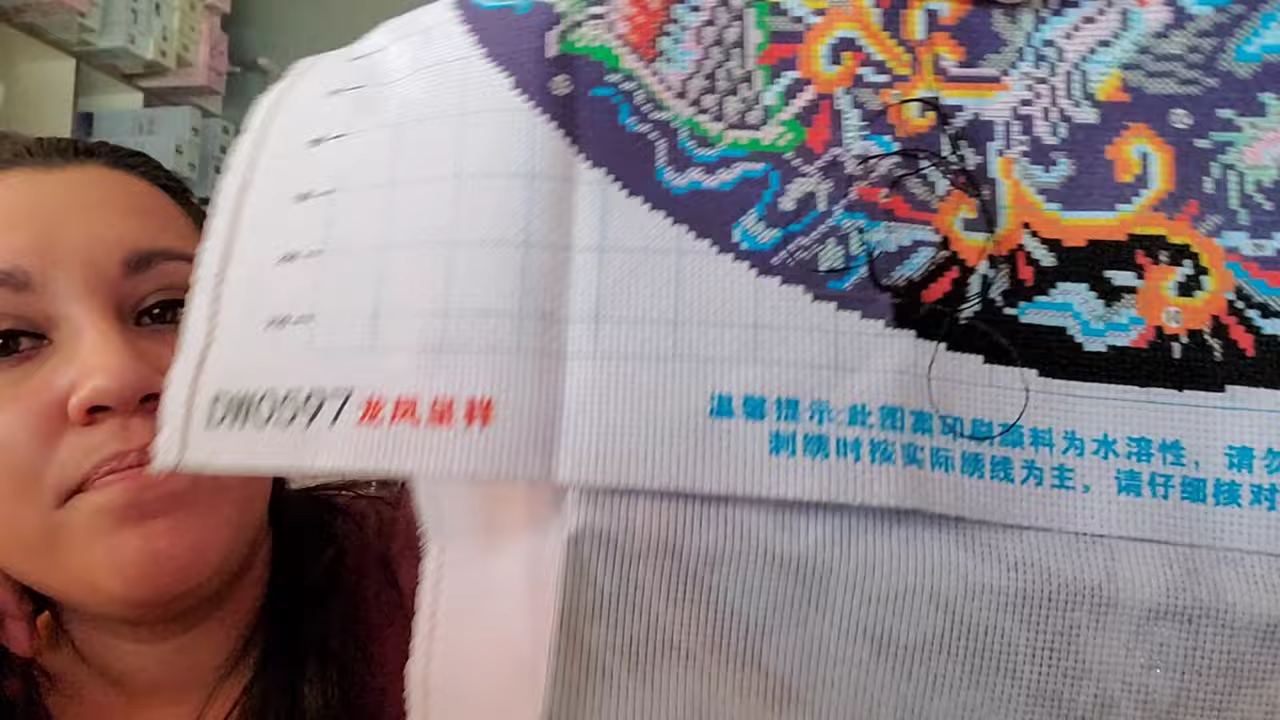 DW0597 龙凤呈祥
温馨提示:此图案印刷颜料为水溶性，请勿
刺绣时按实际绣线为主，请仔细核对